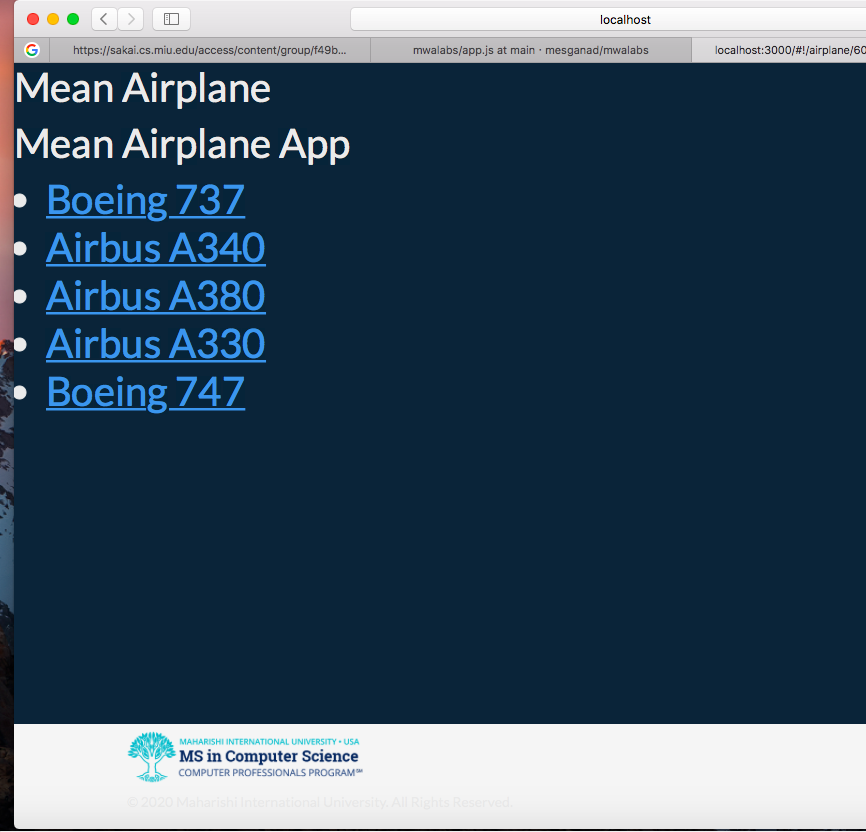 localhost
https://sakai.cs.miu.edu/access/content/group/f49b... mwalabs/app.js at main · mesganad/mwalabs localhost:3000/#!/airplane/60
Mean Airplane
Mean Airplane App
Boeing 737
Airbus A340
Airbus A380
Airbus A330
Boeing 747
MAHARISHI INTERNATIONAL UNIVERSITY • USA
MS in Computer Science
COMPUTER PROFESSIONALS PROGRAM℠
© 2020 Maharishi International University. All Rights Reserved.